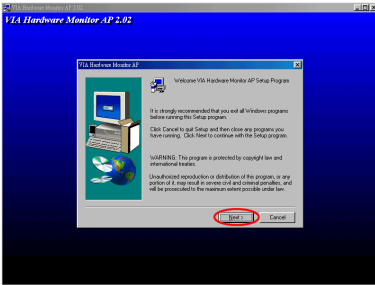 VIA Hardware Monitor AP 2.02
VIA Hardware Monitor AP 2.02
VIA Hardware Monitor AP
Welcome VIA Hardware Monitor AP Setup Program
It is strongly recommended that you exit all Windows programs
before running this Setup program.
Click Cancel to quit Setup and then close any programs you
have running. Click Next to continue with the Setup program.
WARNING: This program is protected by copyright law and
international treaties.
Unauthorized reproduction or distribution of this program, or any
portion of it, may result in severe civil and criminal penalties, and
will be prosecuted to the maximum extent possible under law.
Next >
Cancel